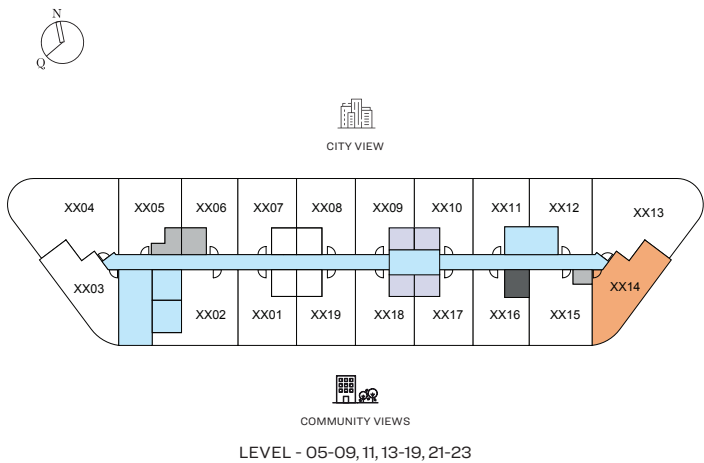 N
Q
CITY VIEW
XX04 XX05 XX06 XX07 XX08 XX09 XX10 XX11 XX12 XX13
XX03 XX14
XX02 XX01 XX19 XX18 XX17 XX16 XX15
COMMUNITY VIEWS
LEVEL - 05-09, 11, 13-19, 21-23